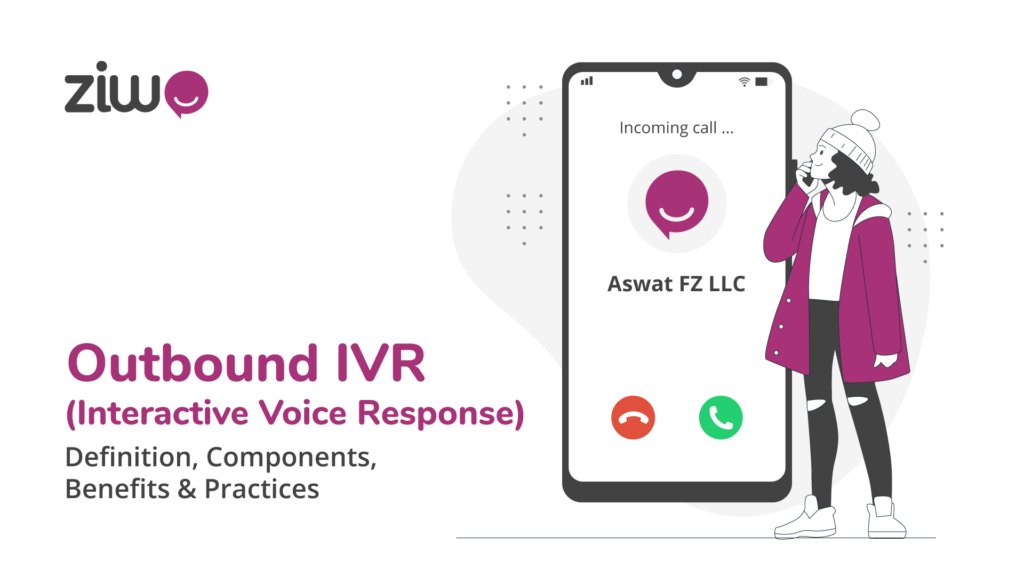 ziwo
Outbound IVR
(Interactive Voice Response)
Definition, Components,
Benefits & Practices
Incoming call ...
Aswat FZ LLC